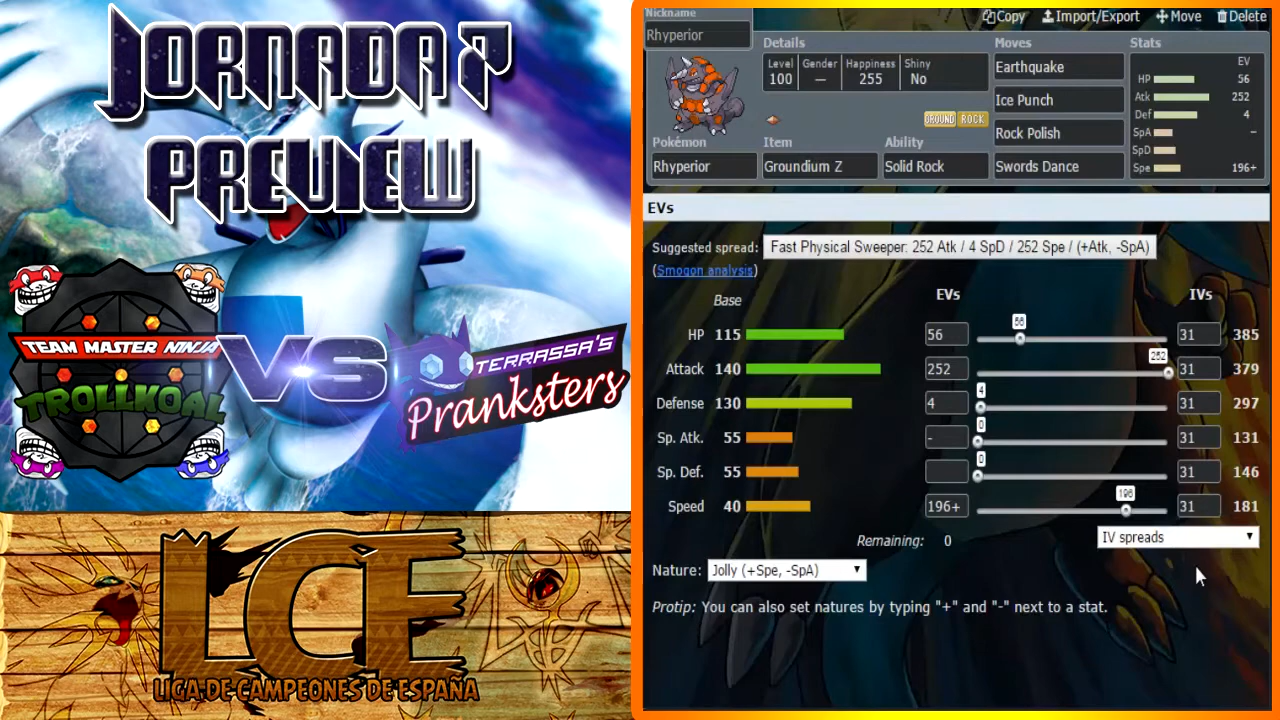 JORNADA 7
PREVIEW
TEAM MASTER NINJA
TROLLKOAL
VS
TERRASSA'S
Pranksters
LCE
LIGA DE CAMPEONES DE ESPAÑA
Nickname
Rhyperior
Copy Import/Export Move Delete
Details Moves Stats
Level Gender Happiness Shiny
100 — 255 No
GROUND ROCK
Pokémon Item Ability
Rhyperior Groundium Z Solid Rock
Earthquake
Ice Punch
Rock Polish
Swords Dance
EV
HP 56
Atk 252
Def 4
SpA –
SpD
Spe 196+
EVs
Suggested spread: Fast Physical Sweeper: 252 Atk / 4 SpD / 252 Spe / (+Atk, -SpA)
(Smogon analysis)
Base EVs IVs
HP 115 56 56 31 385
Attack 140 252 252 31 379
Defense 130 4 4 31 297
Sp. Atk. 55 - 0 31 131
Sp. Def. 55 0 31 146
Speed 40 196+ 196 31 181
Remaining: 0
IV spreads
Nature: Jolly (+Spe, -SpA)
Protip: You can also set natures by typing "+" and "-" next to a stat.